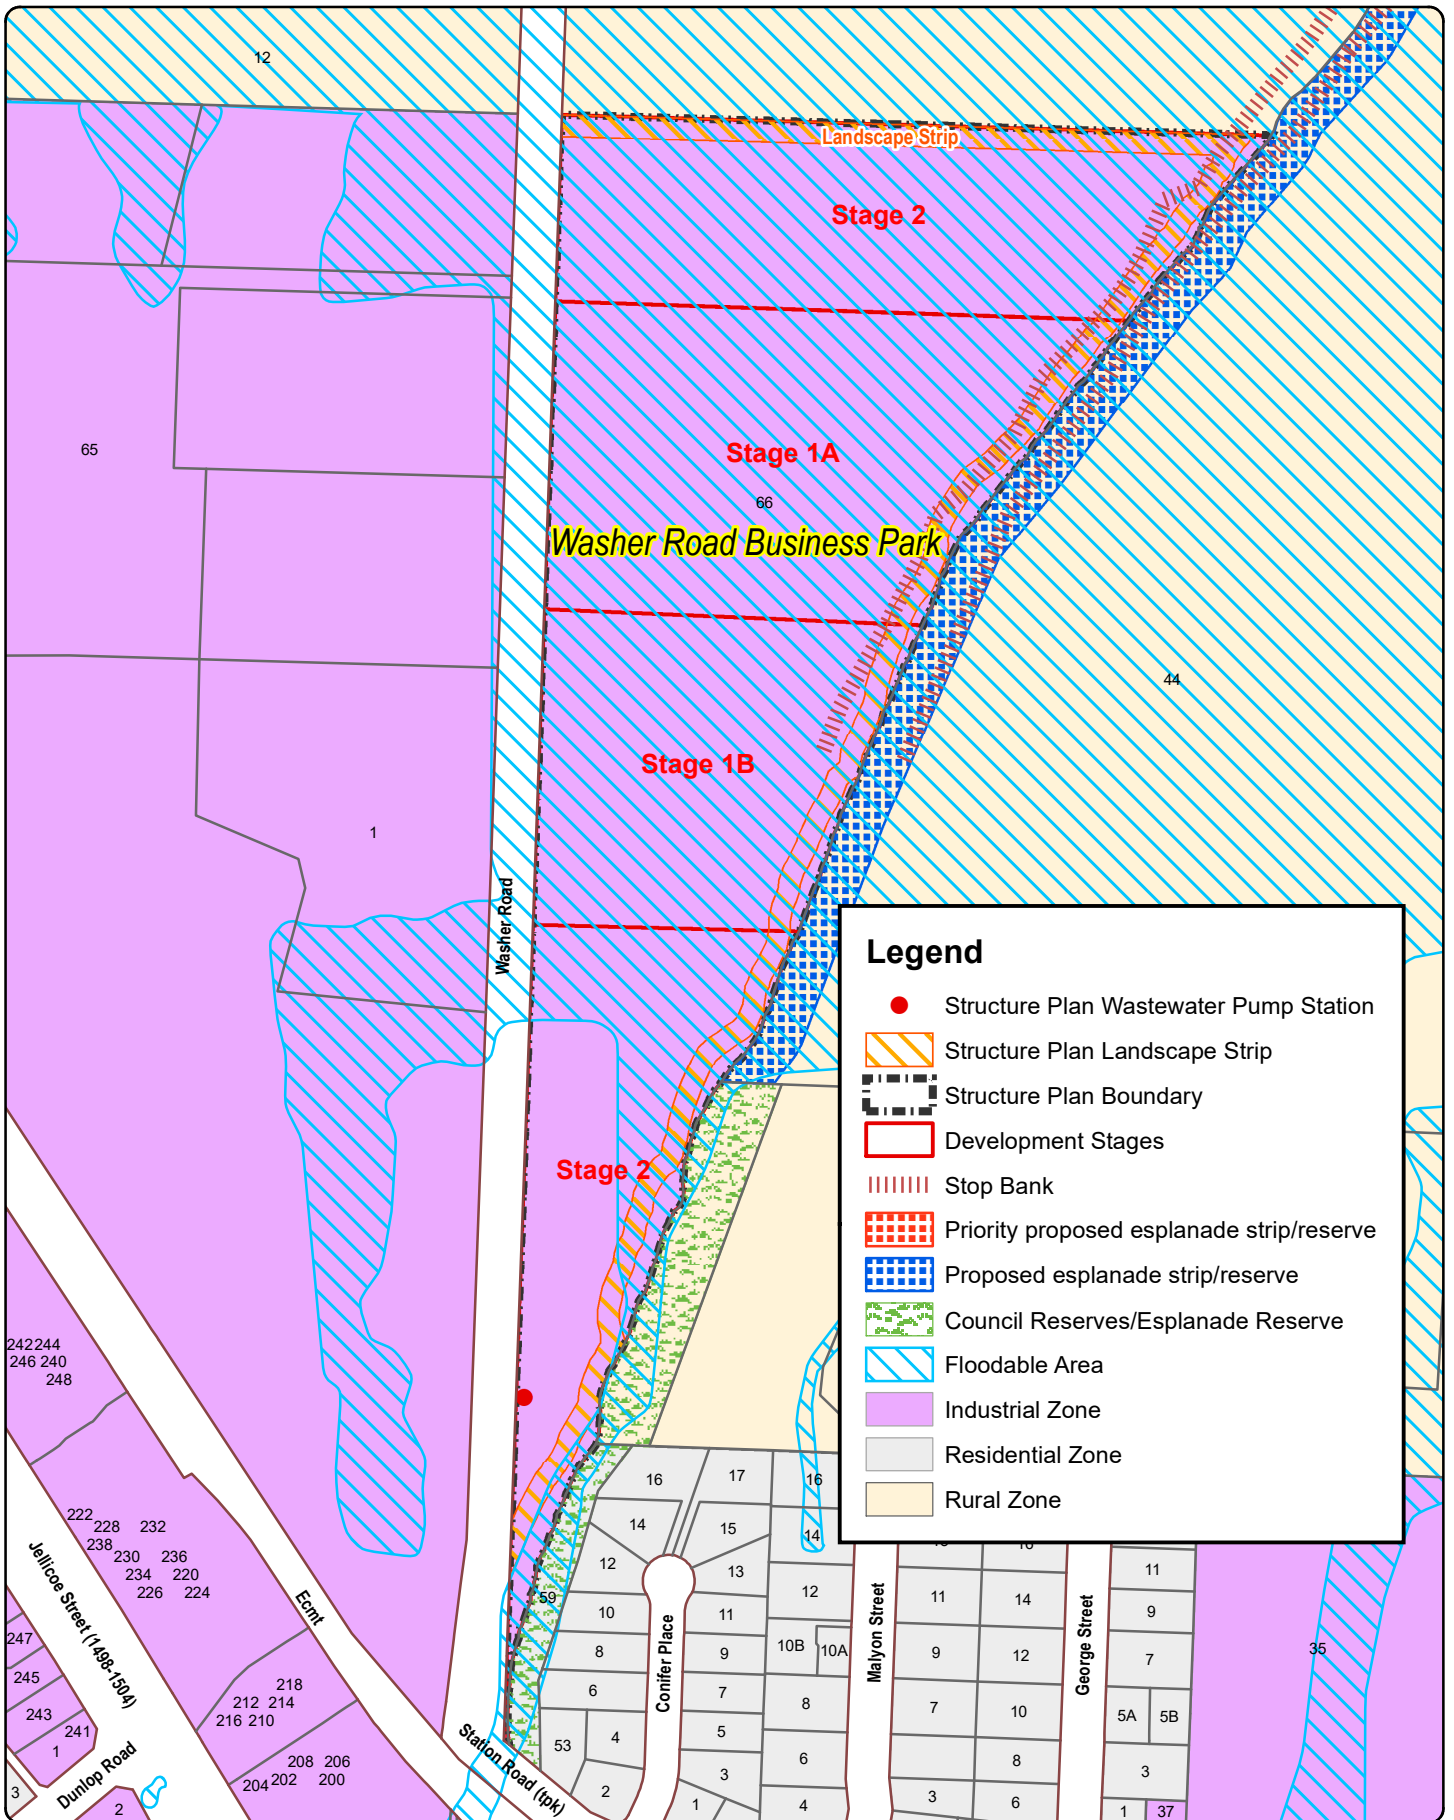 12
Landscape Strip
Stage 2
65
Stage 1A
66
Washer Road Business Park
44
Stage 1B
1
Washer Road
Stage 2
Legend
Structure Plan Wastewater Pump Station
Structure Plan Landscape Strip
Structure Plan Boundary
Development Stages
Stop Bank
Priority proposed esplanade strip/reserve
Proposed esplanade strip/reserve
Council Reserves/Esplanade Reserve
Floodable Area
Industrial Zone
Residential Zone
Rural Zone
242 244
246 240
248
222
228 232
238
230 236
234 220
226 224
Jellicoe Street (1498-1504)
Ecmt
247
245
243
241
1
3
Dunlop Road
2
218
212 214
216 210
208 206
204 202 200
Station Road (tpk)
59
16
17
16
14
15
14
12
13
12
10
11
10B
10A
8
9
6
7
8
53
4
5
6
2
3
1
4
Conifer Place
Malyon Street
11
14
9
12
7
10
8
3
6
George Street
11
9
7
5A
5B
3
1
37
35